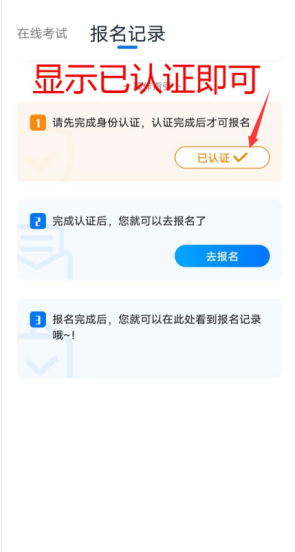 在线考试 报名记录
显示已认证即可
1 请先完成身份认证，认证完成后才可报名
已认证
2 完成认证后，您就可以去报名了
去报名
3 报名完成后，您就可以在此处看到报名记录
哦~！